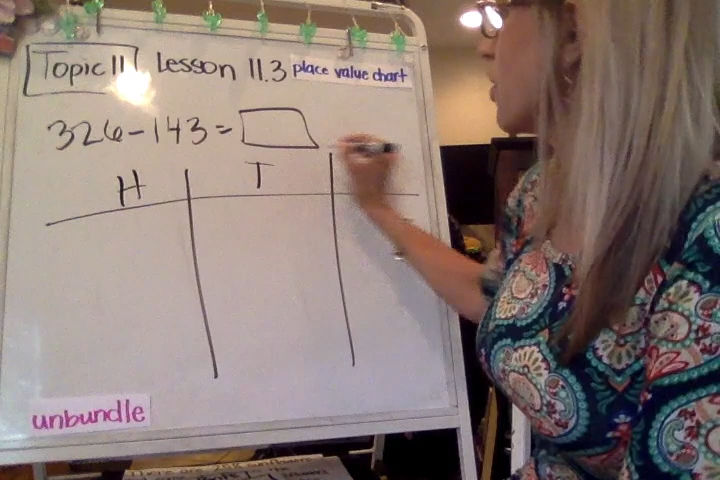 Topic 11 Lesson 11.3 place value chart
326-143=
H T
unbundle